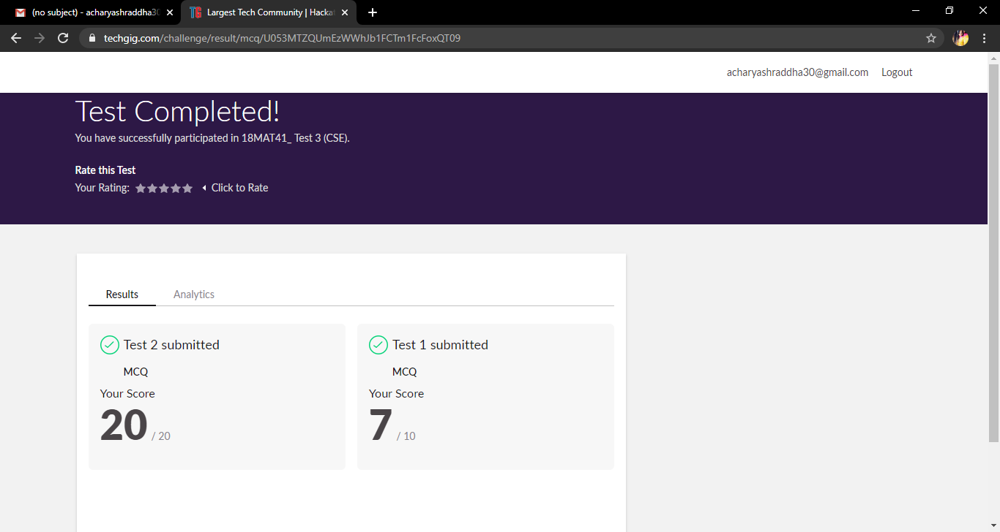 (no subject) - acharyashraddha30
TG Largest Tech Community | Hackat
techgig.com/challenge/result/mcq/U053MTZQUmEzWWhJb1FCTm1FcFoxQT09
acharyashraddha30@gmail.com Logout
Test Completed!
You have successfully participated in 18MAT41_ Test 3 (CSE).
Rate this Test
Your Rating: Click to Rate
Results Analytics
Test 2 submitted
MCQ
Your Score
20 / 20
Test 1 submitted
MCQ
Your Score
7 / 10